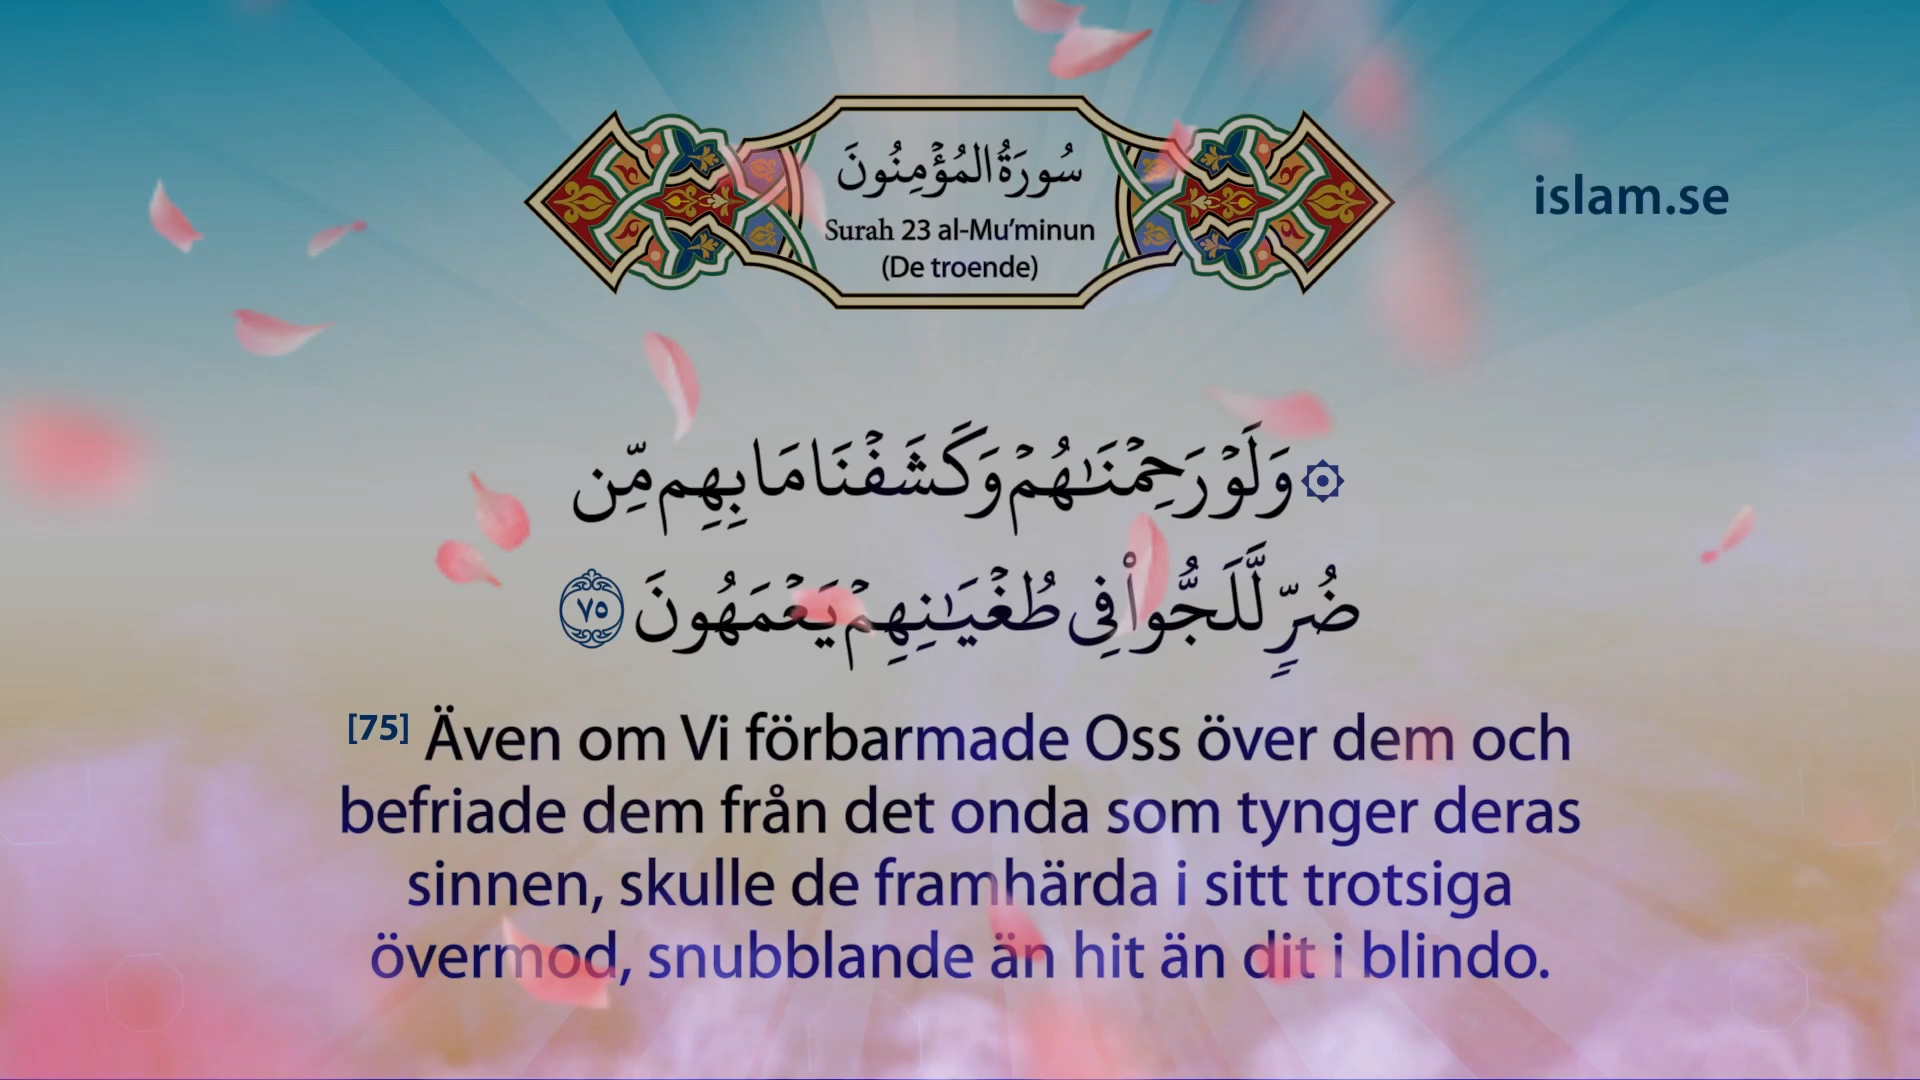 سُورَةُ المُؤْمِنُونَ
Surah 23 al-Mu’minun
(De troende)
islam.se
۞ وَلَوْ رَحِمْنَـٰهُمْ وَكَشَفْنَا مَا بِهِم مِّن
ضُرٍّ لَّلَجُّوا۟ فِى طُغْيَـٰنِهِمْ يَعْمَهُونَ ٧٥
[75] Även om Vi förbarmade Oss över dem och
befriade dem från det onda som tynger deras
sinnen, skulle de framhärda i sitt trotsiga
övermod, snubblande än hit än dit i blindo.